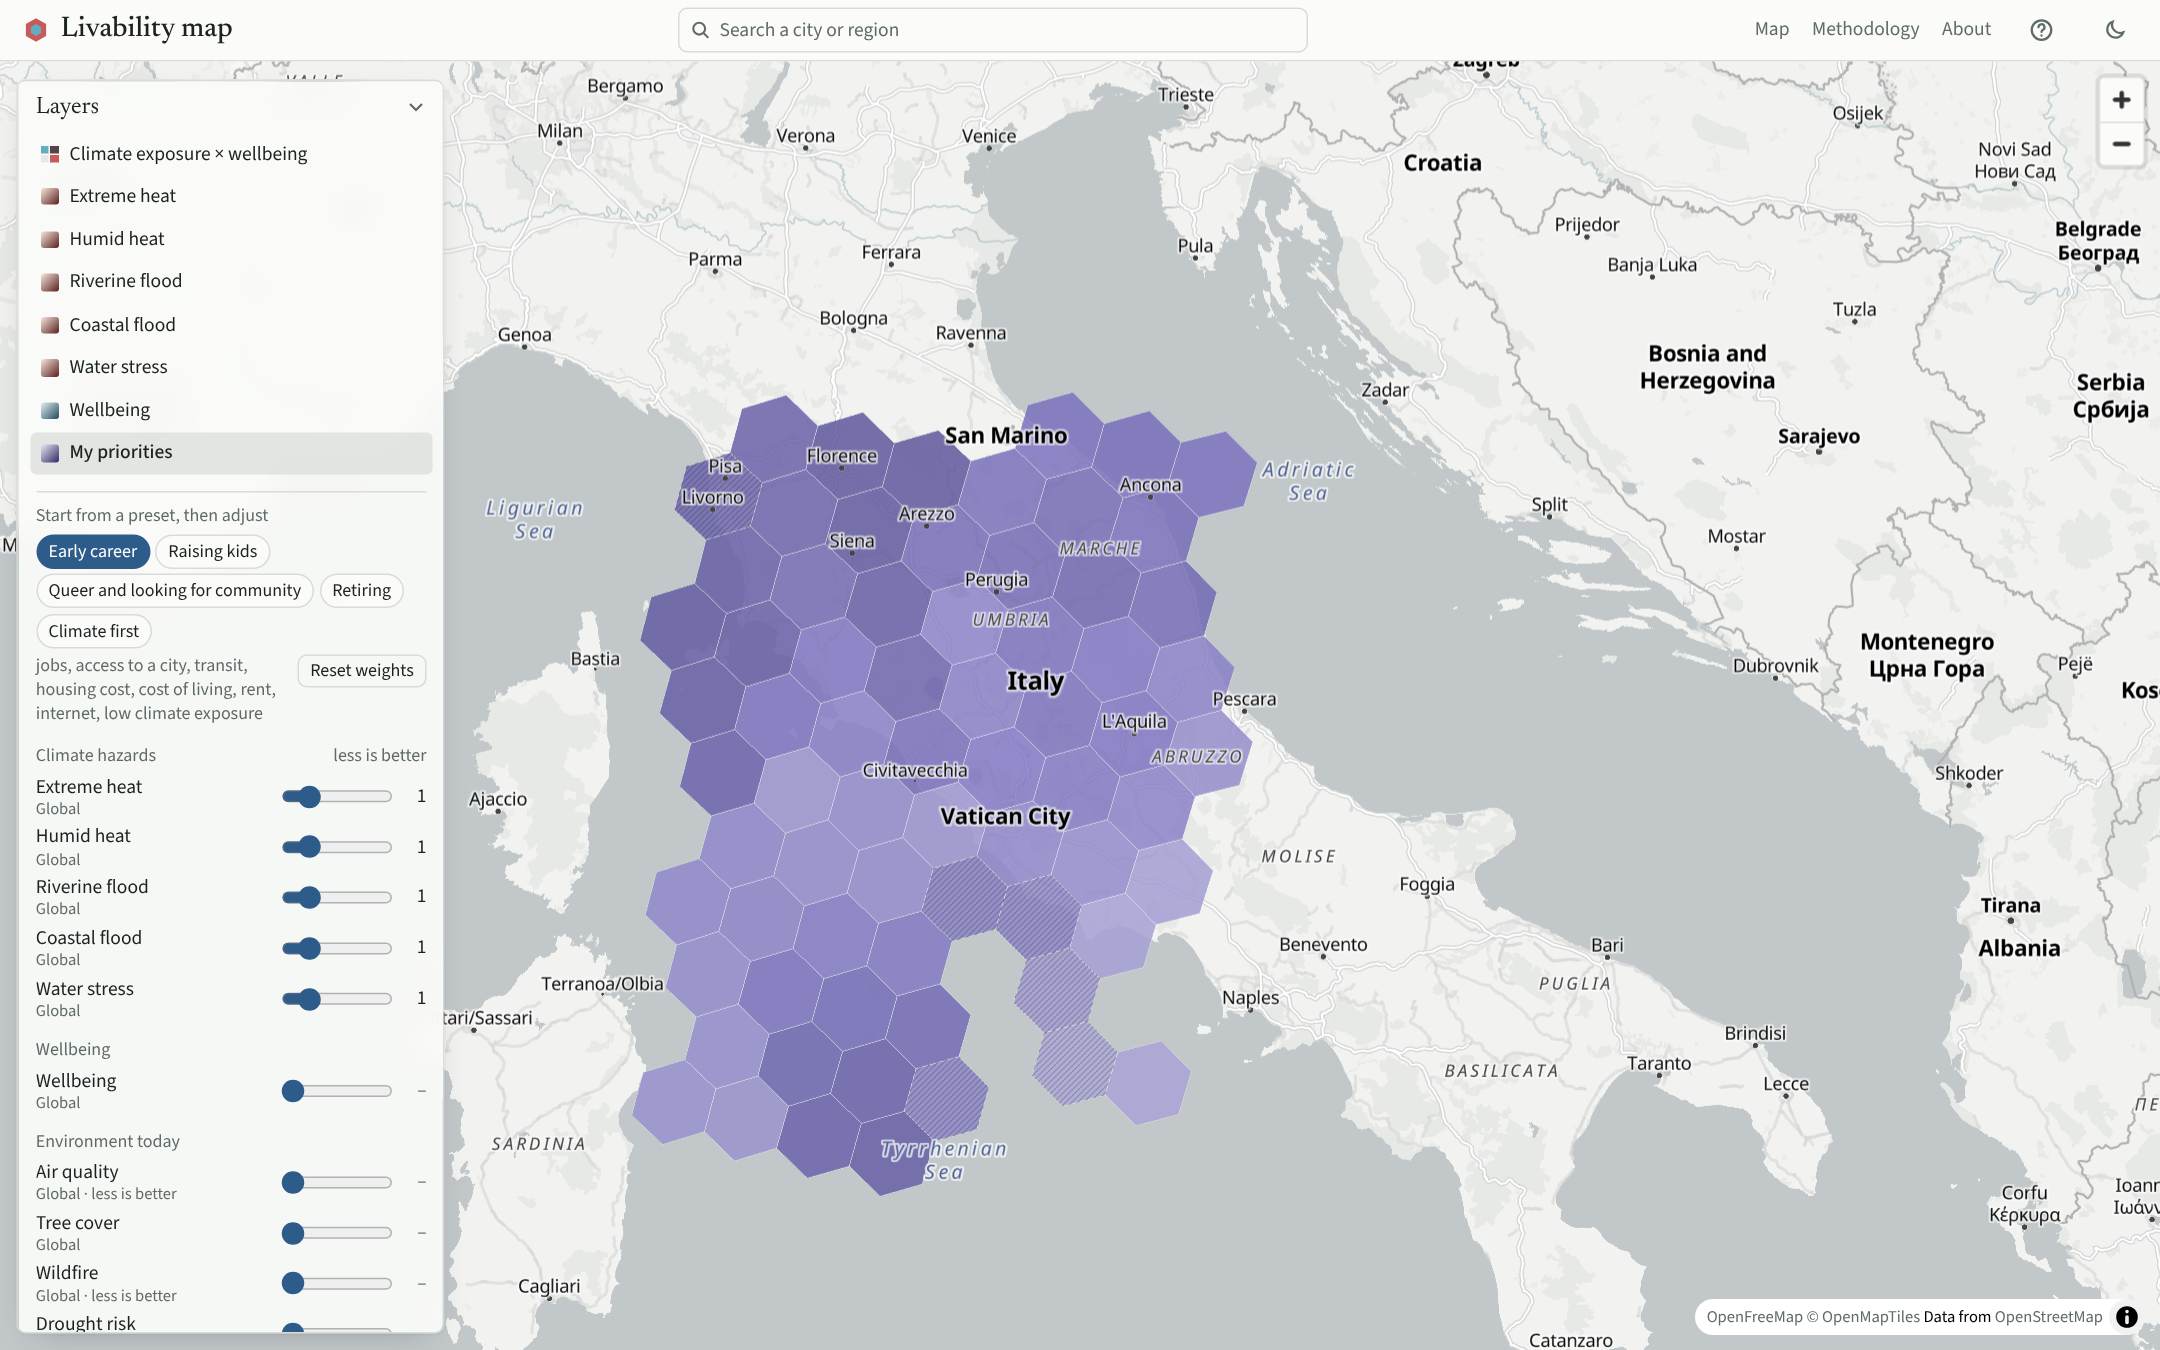 Livability map
Search a city or region
Map
Methodology
About
Layers
Climate exposure × wellbeing
Extreme heat
Humid heat
Riverine flood
Coastal flood
Water stress
Wellbeing
My priorities
Start from a preset, then adjust
Early career
Raising kids
Queer and looking for community
Retiring
Climate first
jobs, access to a city, transit,
housing cost, cost of living, rent,
internet, low climate exposure
Reset weights
Climate hazards
less is better
Extreme heat
1
Global
Humid heat
1
Global
Riverine flood
1
Global
Coastal flood
1
Global
Water stress
1
Global
Wellbeing
Wellbeing
–
Global
Environment today
Air quality
–
Global · less is better
Tree cover
–
Global
Wildfire
–
Global · less is better
Drought risk
VALLE
Bergamo
Milan
Verona
Venice
Trieste
Zagreb
Osijek
Croatia
Novi Sad
Нови Сад
Prijedor
Belgrade
Београд
Pula
Banja Luka
Parma
Ferrara
Tuzla
Genoa
Bologna
Ravenna
Bosnia and
Herzegovina
Zadar
Serbia
Србија
San Marino
Sarajevo
Florence
Pisa
Adriatic
Sea
Ancona
Livorno
Ligurian
Sea
Arezzo
Split
Siena
MARCHE
Mostar
Perugia
UMBRIA
Montenegro
Црна Гора
Bastia
Dubrovnik
Pejë
Italy
Pescara
L'Aquila
ABRUZZO
Civitavecchia
Shkoder
Ajaccio
Vatican City
MOLISE
Foggia
Tirana
Benevento
Bari
Albania
Terranoa/Olbia
PUGLIA
Naples
tari/Sassari
Brindisi
Taranto
BASILICATA
Lecce
SARDINIA
Tyrrhenian
Sea
Corfu
Κέρκυρα
Cagliari
Catanzaro
OpenFreeMap © OpenMapTiles Data from OpenStreetMap